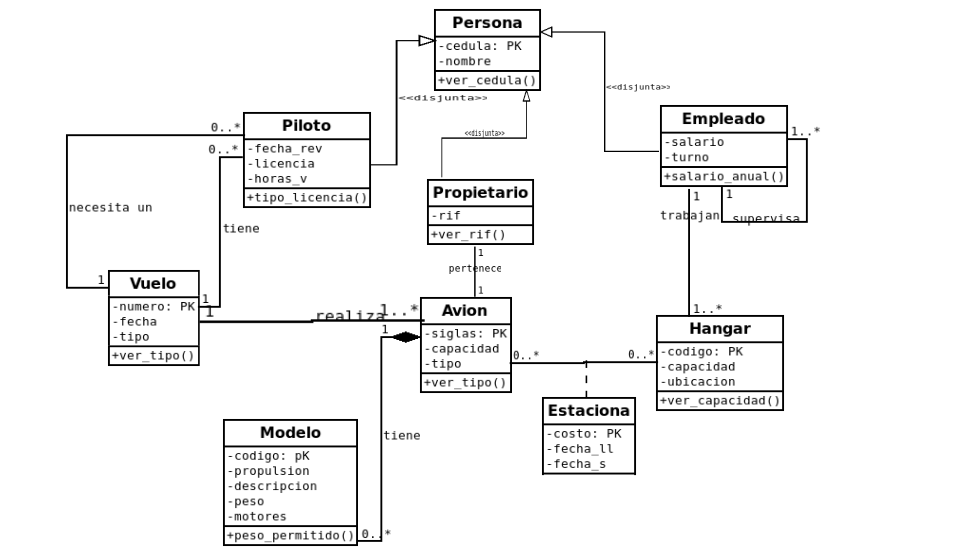 Persona
-cedula: PK
-nombre
+ver_cedula()
<<disjunta>>
<<disjunta>>
<<disjunta>>
Piloto
-fecha_rev
-licencia
-horas_v
+tipo_licencia()
0..*
0..*
Empleado
-salario
-turno
+salario_anual()
1..*
1
1
trabajan
supervisa
Propietario
-rif
+ver_rif()
1
pertenece
1
necesita un
tiene
1
Vuelo
-numero: PK
-fecha
-tipo
+ver_tipo()
1
1
realiza
1..*
Avion
-siglas: PK
-capacidad
-tipo
+ver_tipo()
1
0..*
0..*
1..*
Hangar
-codigo: PK
-capacidad
-ubicacion
+ver_capacidad()
Estaciona
-costo: PK
-fecha_ll
-fecha_s
tiene
Modelo
-codigo: pK
-propulsion
-descripcion
-peso
-motores
+peso_permitido()
0..*